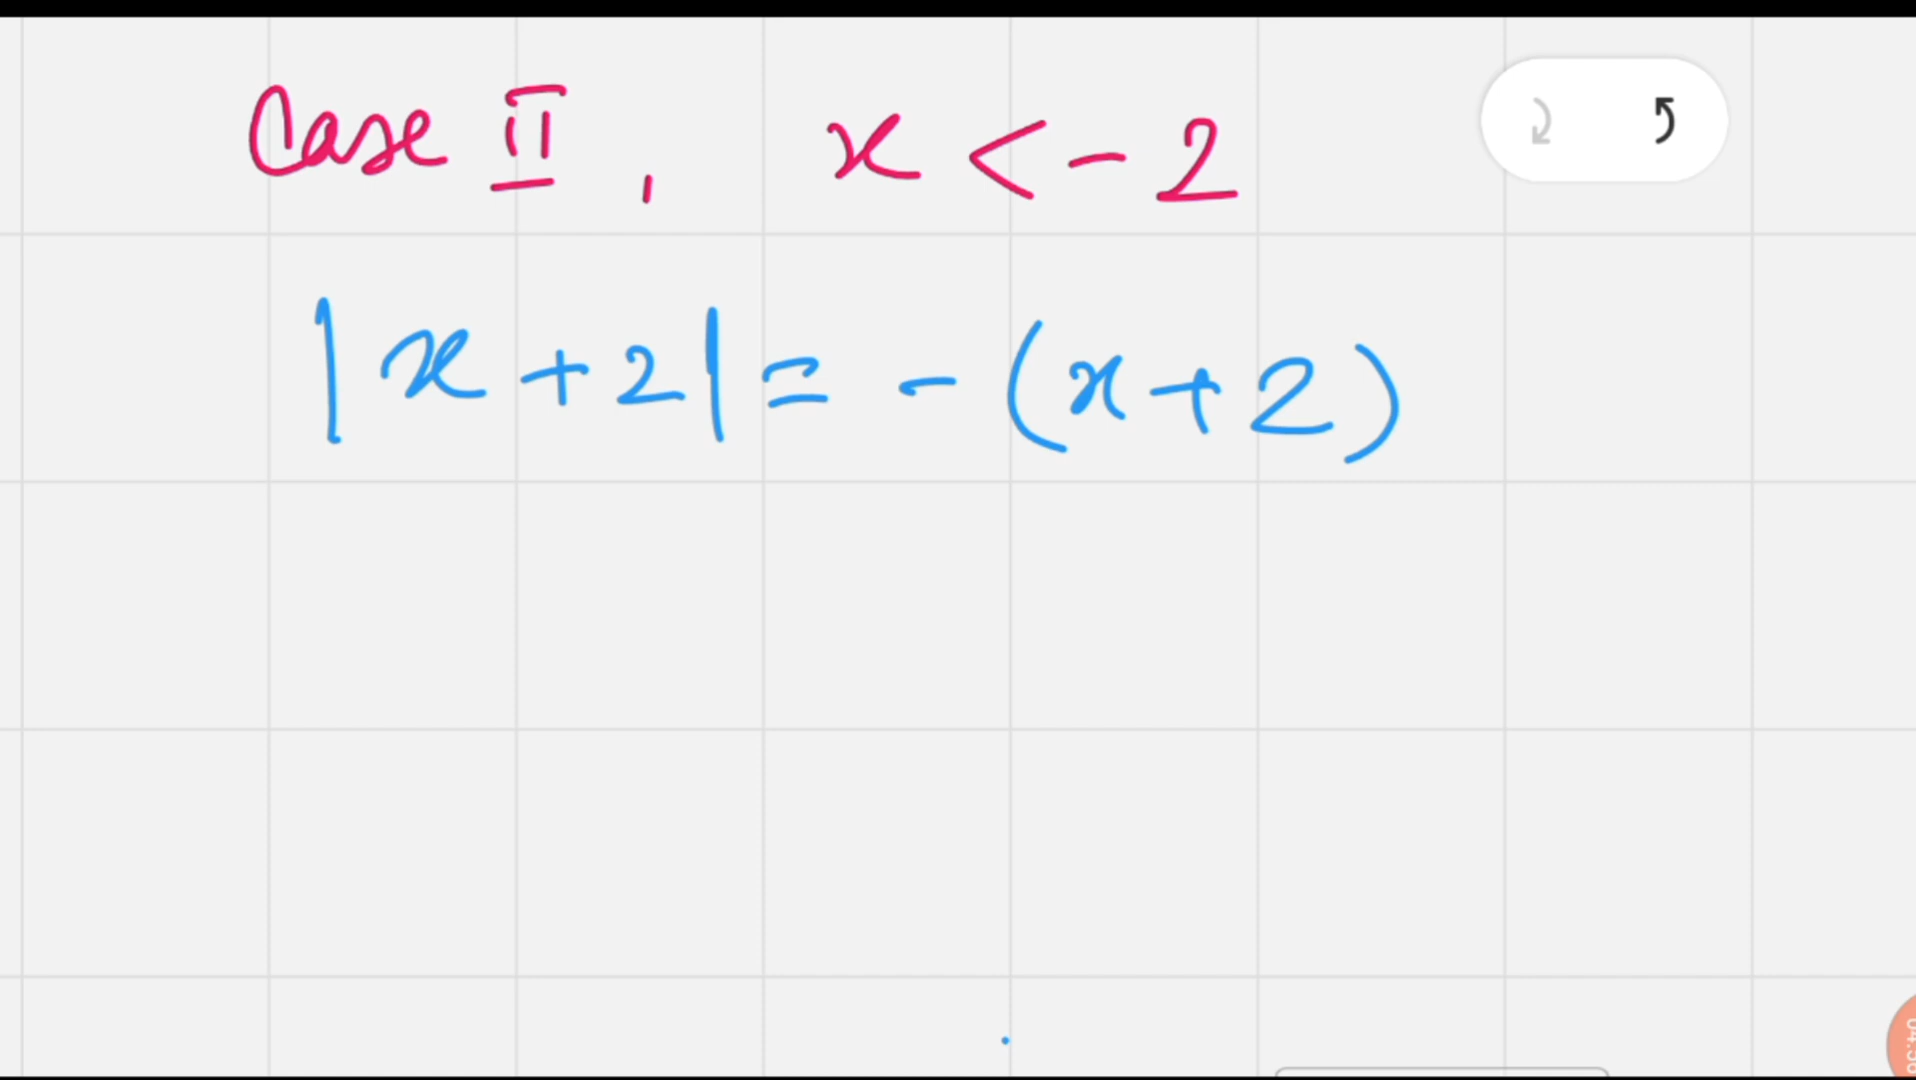 Case II, x < -2
|x+2| = -(x+2)